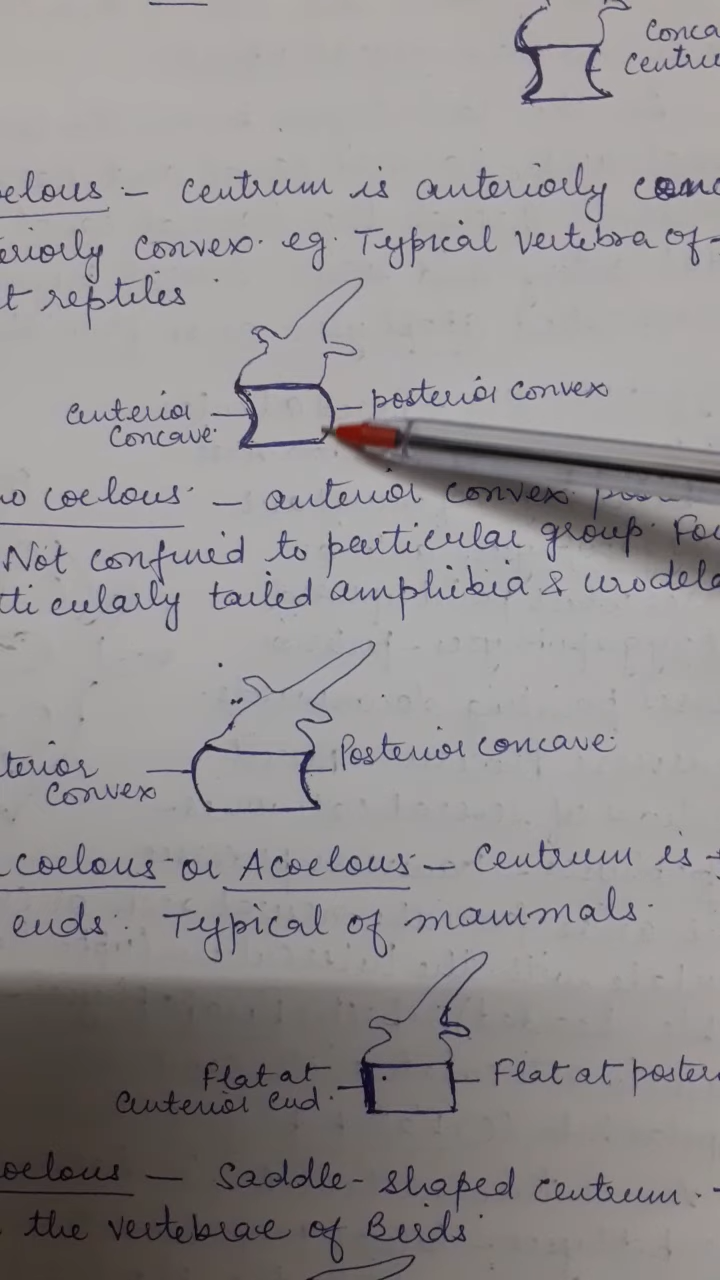 conca
centru
elous :- centrum is anteriorly conc
eriorly convex. eg. Typical vertebra of
t reptiles
anterior
concave.
posterior convex
o coelous. - anterior convex
Not confined to particular group. Fo
ticularly tailed amphibia & urodela
terior
convex
Posterior concave.
coelous or Acoelous - Centrum is
ends. Typical of mammals.
Flat at
anterior end.
Flat at poster
oelous - Saddle-shaped centrum.
the vertebrae of Birds.